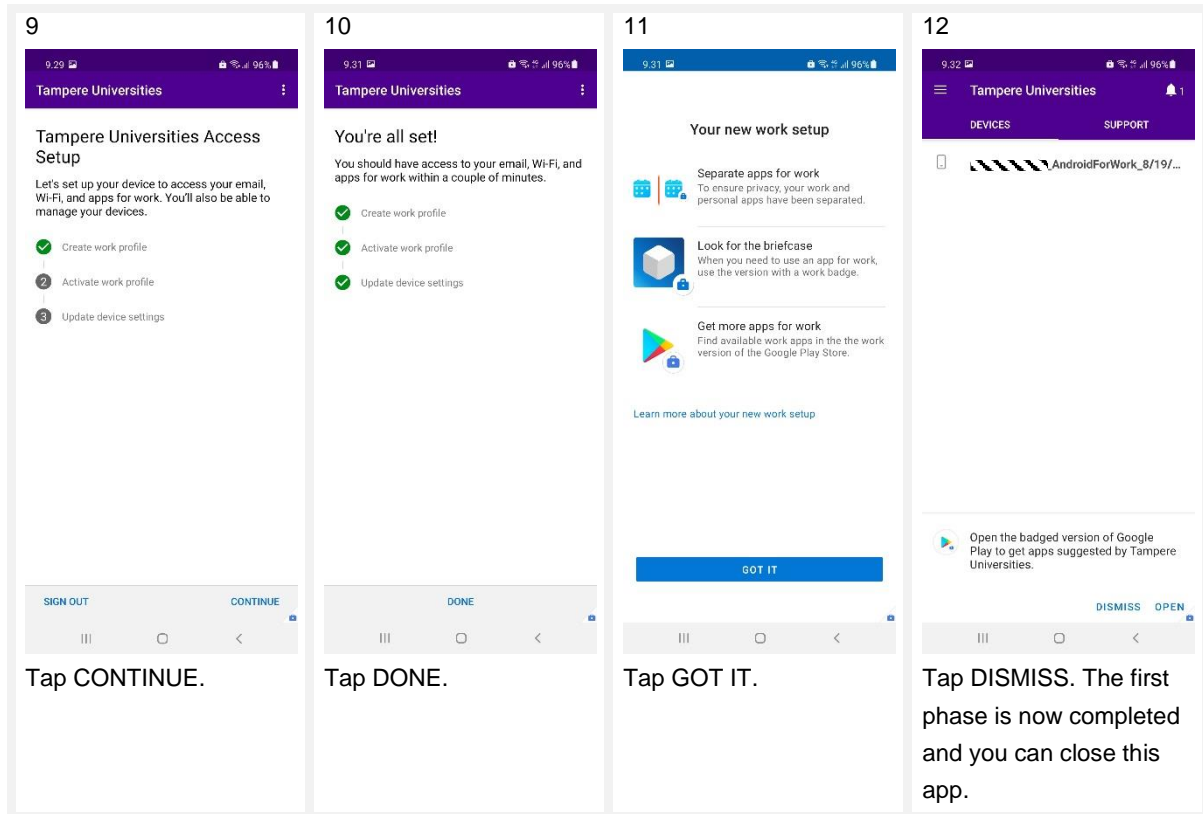 9
9.29 96%
Tampere Universities
Tampere Universities Access
Setup
Let's set up your device to access your email,
Wi-Fi, and apps for work. You'll also be able to
manage your devices.
Create work profile
2 Activate work profile
3 Update device settings
SIGN OUT CONTINUE
Tap CONTINUE.
10
9.31 96%
Tampere Universities
You're all set!
You should have access to your email, Wi-Fi, and
apps for work within a couple of minutes.
Create work profile
Activate work profile
Update device settings
DONE
Tap DONE.
11
9.31 96%
Your new work setup
Separate apps for work
To ensure privacy, your work and
personal apps have been separated.
Look for the briefcase
When you need to use an app for work,
use the version with a work badge.
Get more apps for work
Find available work apps in the the work
version of the Google Play Store.
Learn more about your new work setup
GOT IT
Tap GOT IT.
12
9.32 96%
Tampere Universities 1
DEVICES SUPPORT
_AndroidForWork_8/19/...
Open the badged version of Google
Play to get apps suggested by Tampere
Universities.
DISMISS OPEN
Tap DISMISS. The first
phase is now completed
and you can close this
app.